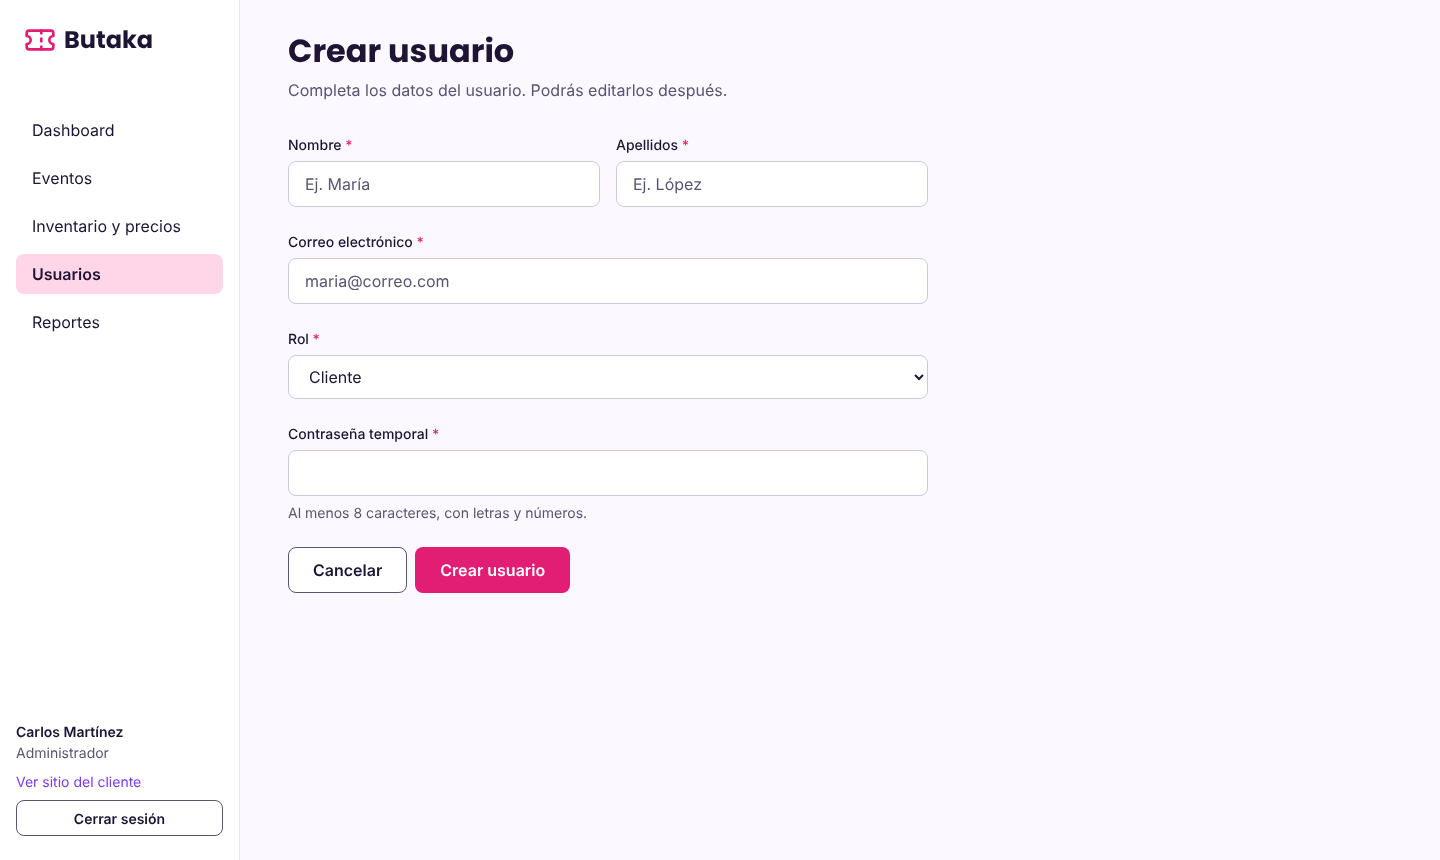 Butaka
Dashboard
Eventos
Inventario y precios
Usuarios
Reportes
Carlos Martínez
Administrador
Ver sitio del cliente
Cerrar sesión
Crear usuario
Completa los datos del usuario. Podrás editarlos después.
Nombre * Apellidos *
Ej. María Ej. López
Correo electrónico *
maria@correo.com
Rol *
Cliente
Contraseña temporal *
Al menos 8 caracteres, con letras y números.
Cancelar Crear usuario